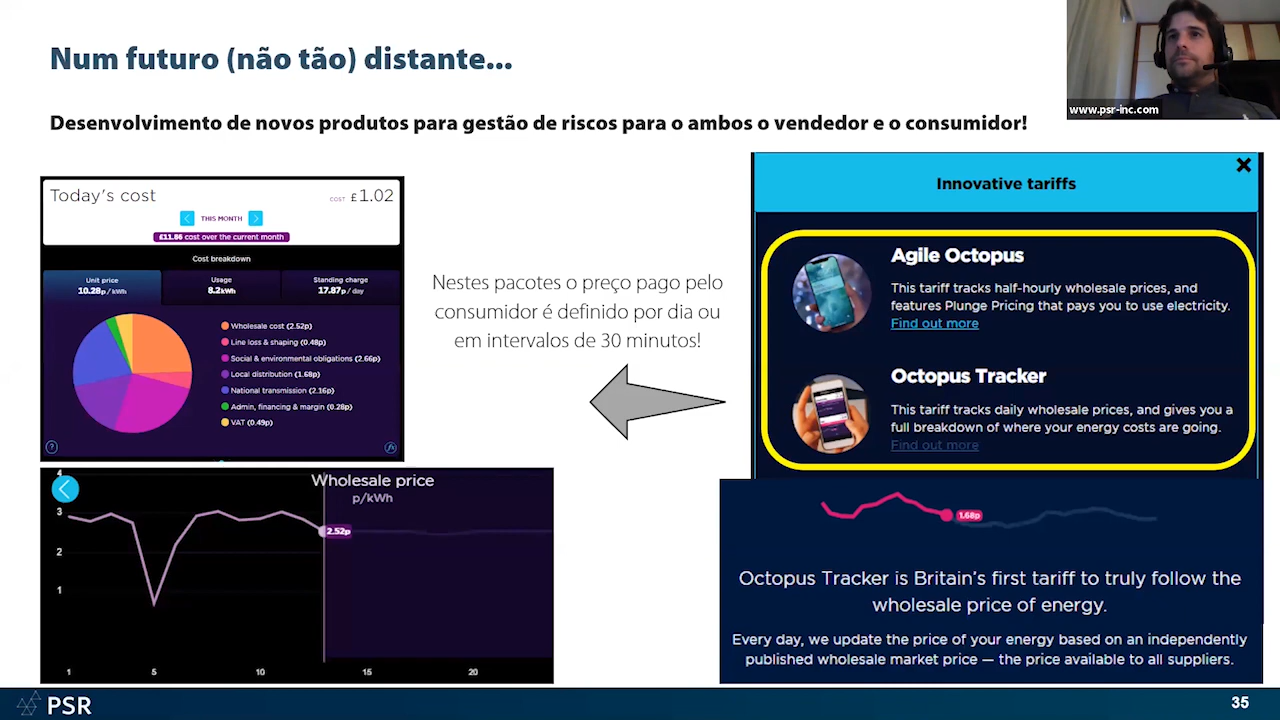 Num futuro (não tão) distante...
www.psr-inc.com
Desenvolvimento de novos produtos para gestão de riscos para o ambos o vendedor e o consumidor!
Today's cost
COST £1.02
THIS MONTH
£11.66 cost over the current month
Cost breakdown
Unit price
10.28p / kWh
Usage
8.2kWh
Standing charge
17.87p / day
Wholesale cost (2.52p)
Line loss & shaping (0.48p)
Social & environmental obligations (2.66p)
Local distribution (1.68p)
National transmission (2.16p)
Admin, financing & margin (0.28p)
VAT (0.49p)
?
Nestes pacotes o preço pago pelo
consumidor é definido por dia ou
em intervalos de 30 minutos!
Innovative tariffs
Agile Octopus
This tariff tracks half-hourly wholesale prices, and
features Plunge Pricing that pays you to use electricity.
Find out more
Octopus Tracker
This tariff tracks daily wholesale prices, and gives you a
full breakdown of where your energy costs are going.
Find out more
Wholesale price
p/kWh
4
3
2
1
2.52p
1
5
10
15
20
1.68p
Octopus Tracker is Britain's first tariff to truly follow the
wholesale price of energy.
Every day, we update the price of your energy based on an independently
published wholesale market price — the price available to all suppliers.
PSR
35